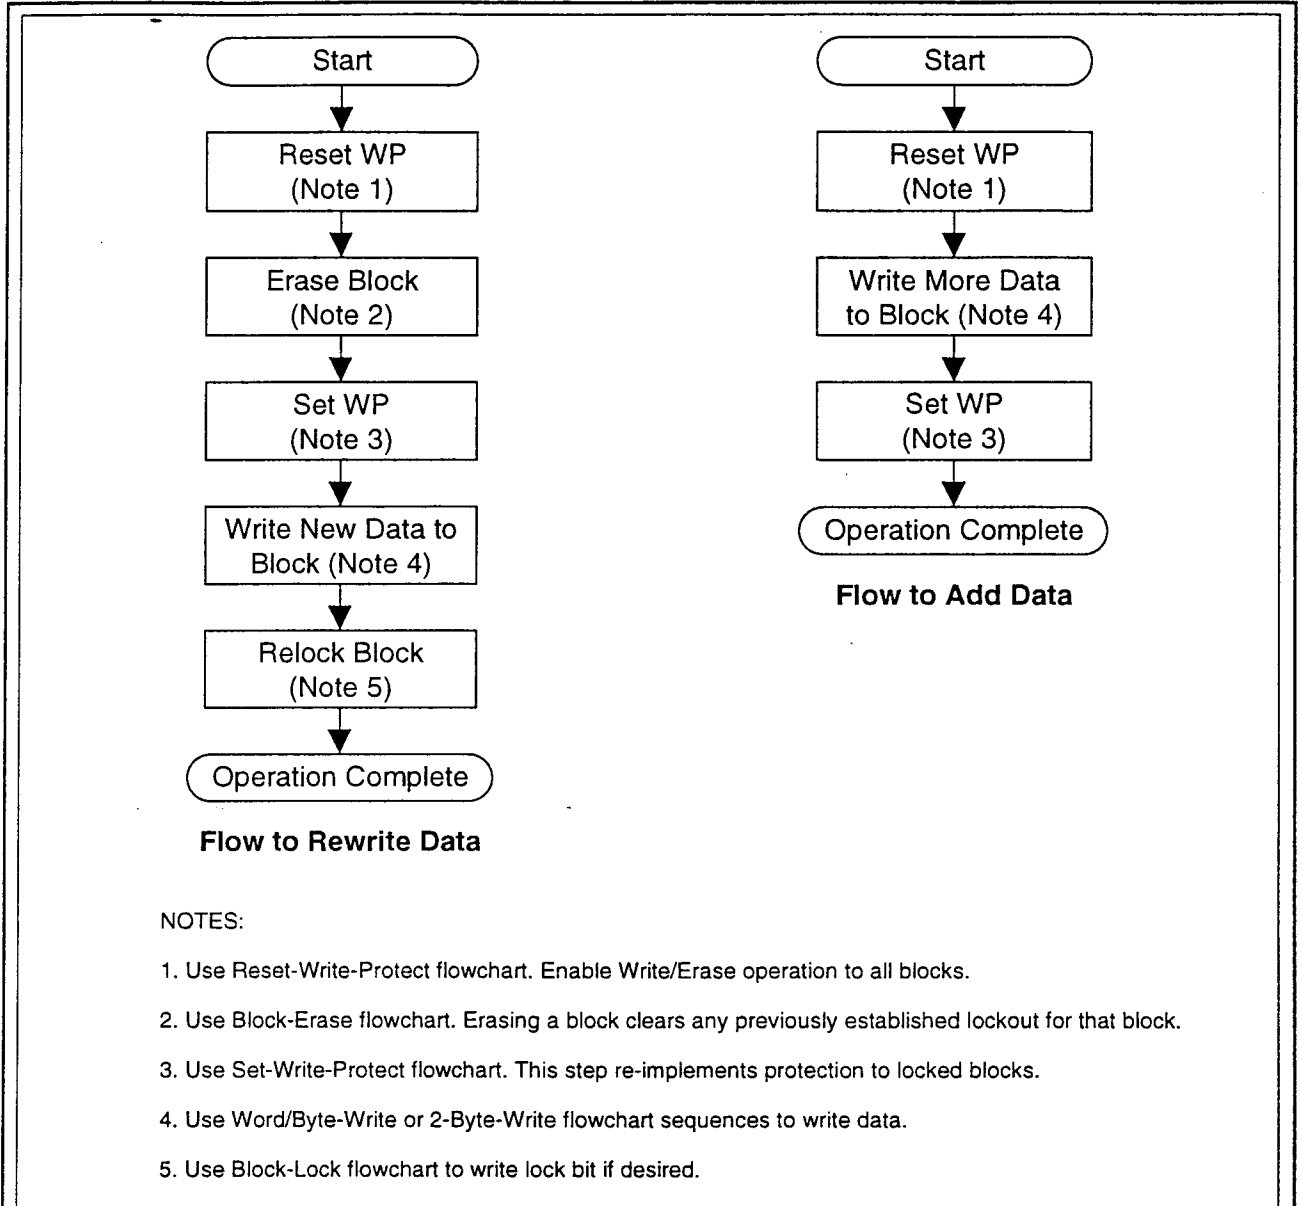 Start
Reset WP
(Note 1)
Erase Block
(Note 2)
Set WP
(Note 3)
Write New Data to
Block (Note 4)
Relock Block
(Note 5)
Operation Complete
Flow to Rewrite Data
Start
Reset WP
(Note 1)
Write More Data
to Block (Note 4)
Set WP
(Note 3)
Operation Complete
Flow to Add Data
NOTES:
1. Use Reset-Write-Protect flowchart. Enable Write/Erase operation to all blocks.
2. Use Block-Erase flowchart. Erasing a block clears any previously established lockout for that block.
3. Use Set-Write-Protect flowchart. This step re-implements protection to locked blocks.
4. Use Word/Byte-Write or 2-Byte-Write flowchart sequences to write data.
5. Use Block-Lock flowchart to write lock bit if desired.